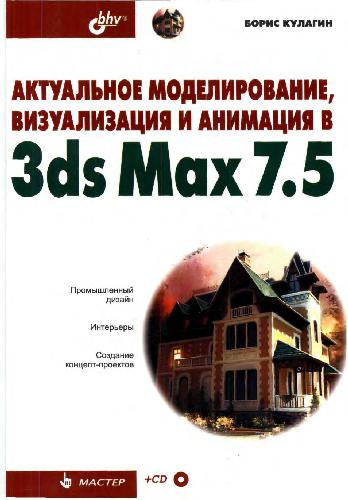 bhv®
БОРИС КУЛАГИН
АКТУАЛЬНОЕ МОДЕЛИРОВАНИЕ,
ВИЗУАЛИЗАЦИЯ И АНИМАЦИЯ В
3ds Max 7.5
Промышленный
дизайн
Интерьеры
Создание
концепт-проектов
МАСТЕР
+CD